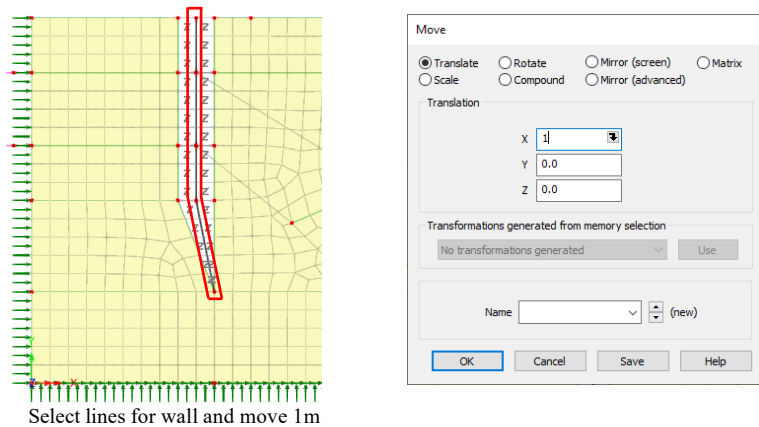 Move
Translate
Rotate
Mirror (screen)
Matrix
Scale
Compound
Mirror (advanced)
Translation
X 1
Y 0.0
Z 0.0
Transformations generated from memory selection
No transformations generated
Use
Name
(new)
OK
Cancel
Save
Help
Y
Z
X
Select lines for wall and move 1m